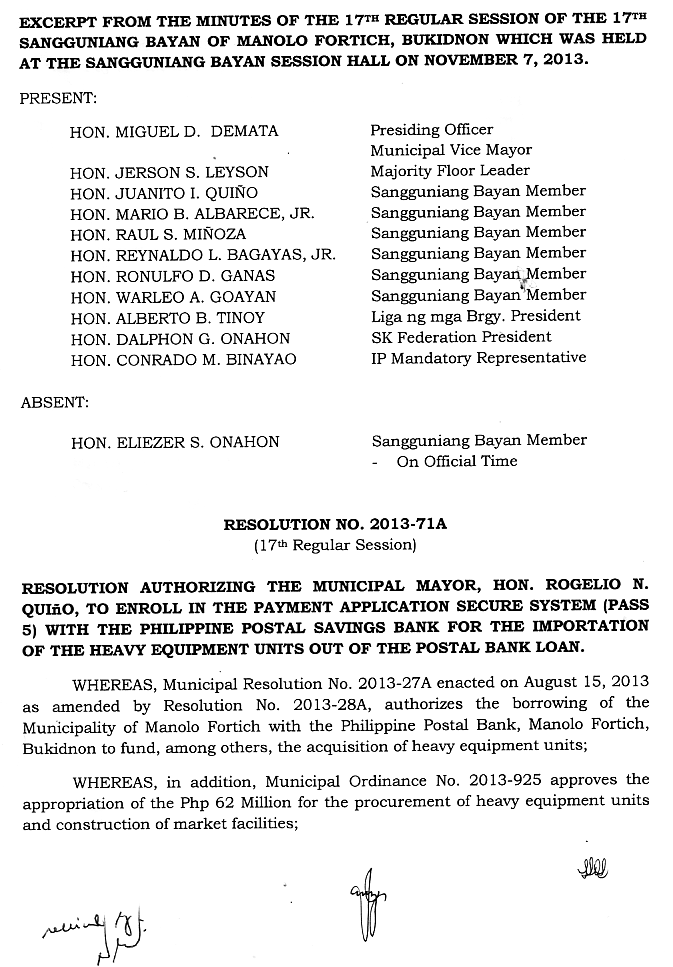 EXCERPT FROM THE MINUTES OF THE 17TH REGULAR SESSION OF THE 17TH
SANGGUNIANG BAYAN OF MANOLO FORTICH, BUKIDNON WHICH WAS HELD
AT THE SANGGUNIANG BAYAN SESSION HALL ON NOVEMBER 7, 2013.
PRESENT:
HON. MIGUEL D. DEMATA Presiding Officer
Municipal Vice Mayor
HON. JERSON S. LEYSON Majority Floor Leader
HON. JUANITO I. QUIÑO Sangguniang Bayan Member
HON. MARIO B. ALBARECE, JR. Sangguniang Bayan Member
HON. RAUL S. MIÑOZA Sangguniang Bayan Member
HON. REYNALDO L. BAGAYAS, JR. Sangguniang Bayan Member
HON. RONULFO D. GANAS Sangguniang Bayan Member
HON. WARLEO A. GOAYAN Sangguniang Bayan Member
HON. ALBERTO B. TINOY Liga ng mga Brgy. President
HON. DALPHON G. ONAHON SK Federation President
HON. CONRADO M. BINAYAO IP Mandatory Representative
ABSENT:
HON. ELIEZER S. ONAHON Sangguniang Bayan Member
- On Official Time
RESOLUTION NO. 2013-71A
(17th Regular Session)
RESOLUTION AUTHORIZING THE MUNICIPAL MAYOR, HON. ROGELIO N.
QUIñO, TO ENROLL IN THE PAYMENT APPLICATION SECURE SYSTEM (PASS
5) WITH THE PHILIPPINE POSTAL SAVINGS BANK FOR THE IMPORTATION
OF THE HEAVY EQUIPMENT UNITS OUT OF THE POSTAL BANK LOAN.
WHEREAS, Municipal Resolution No. 2013-27A enacted on August 15, 2013
as amended by Resolution No. 2013-28A, authorizes the borrowing of the
Municipality of Manolo Fortich with the Philippine Postal Bank, Manolo Fortich,
Bukidnon to fund, among others, the acquisition of heavy equipment units;
WHEREAS, in addition, Municipal Ordinance No. 2013-925 approves the
appropriation of the Php 62 Million for the procurement of heavy equipment units
and construction of market facilities;